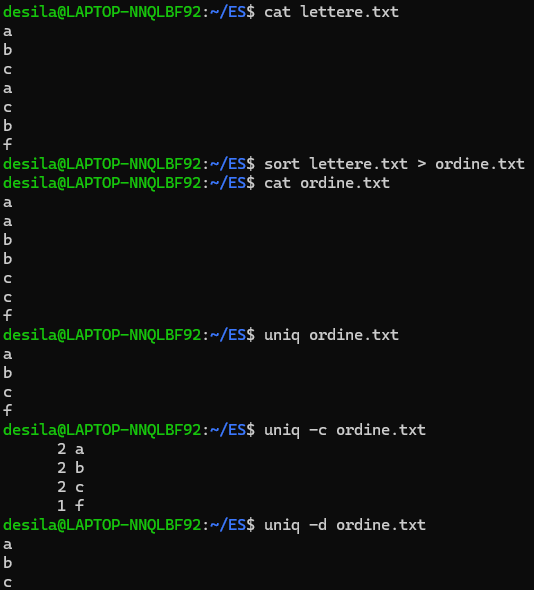 desila@LAPTOP-NNQLBF92:~/ES$ cat lettere.txt
a
b
c
a
c
b
f
desila@LAPTOP-NNQLBF92:~/ES$ sort lettere.txt > ordine.txt
desila@LAPTOP-NNQLBF92:~/ES$ cat ordine.txt
a
a
b
b
c
c
f
desila@LAPTOP-NNQLBF92:~/ES$ uniq ordine.txt
a
b
c
f
desila@LAPTOP-NNQLBF92:~/ES$ uniq -c ordine.txt
      2 a
      2 b
      2 c
      1 f
desila@LAPTOP-NNQLBF92:~/ES$ uniq -d ordine.txt
a
b
c